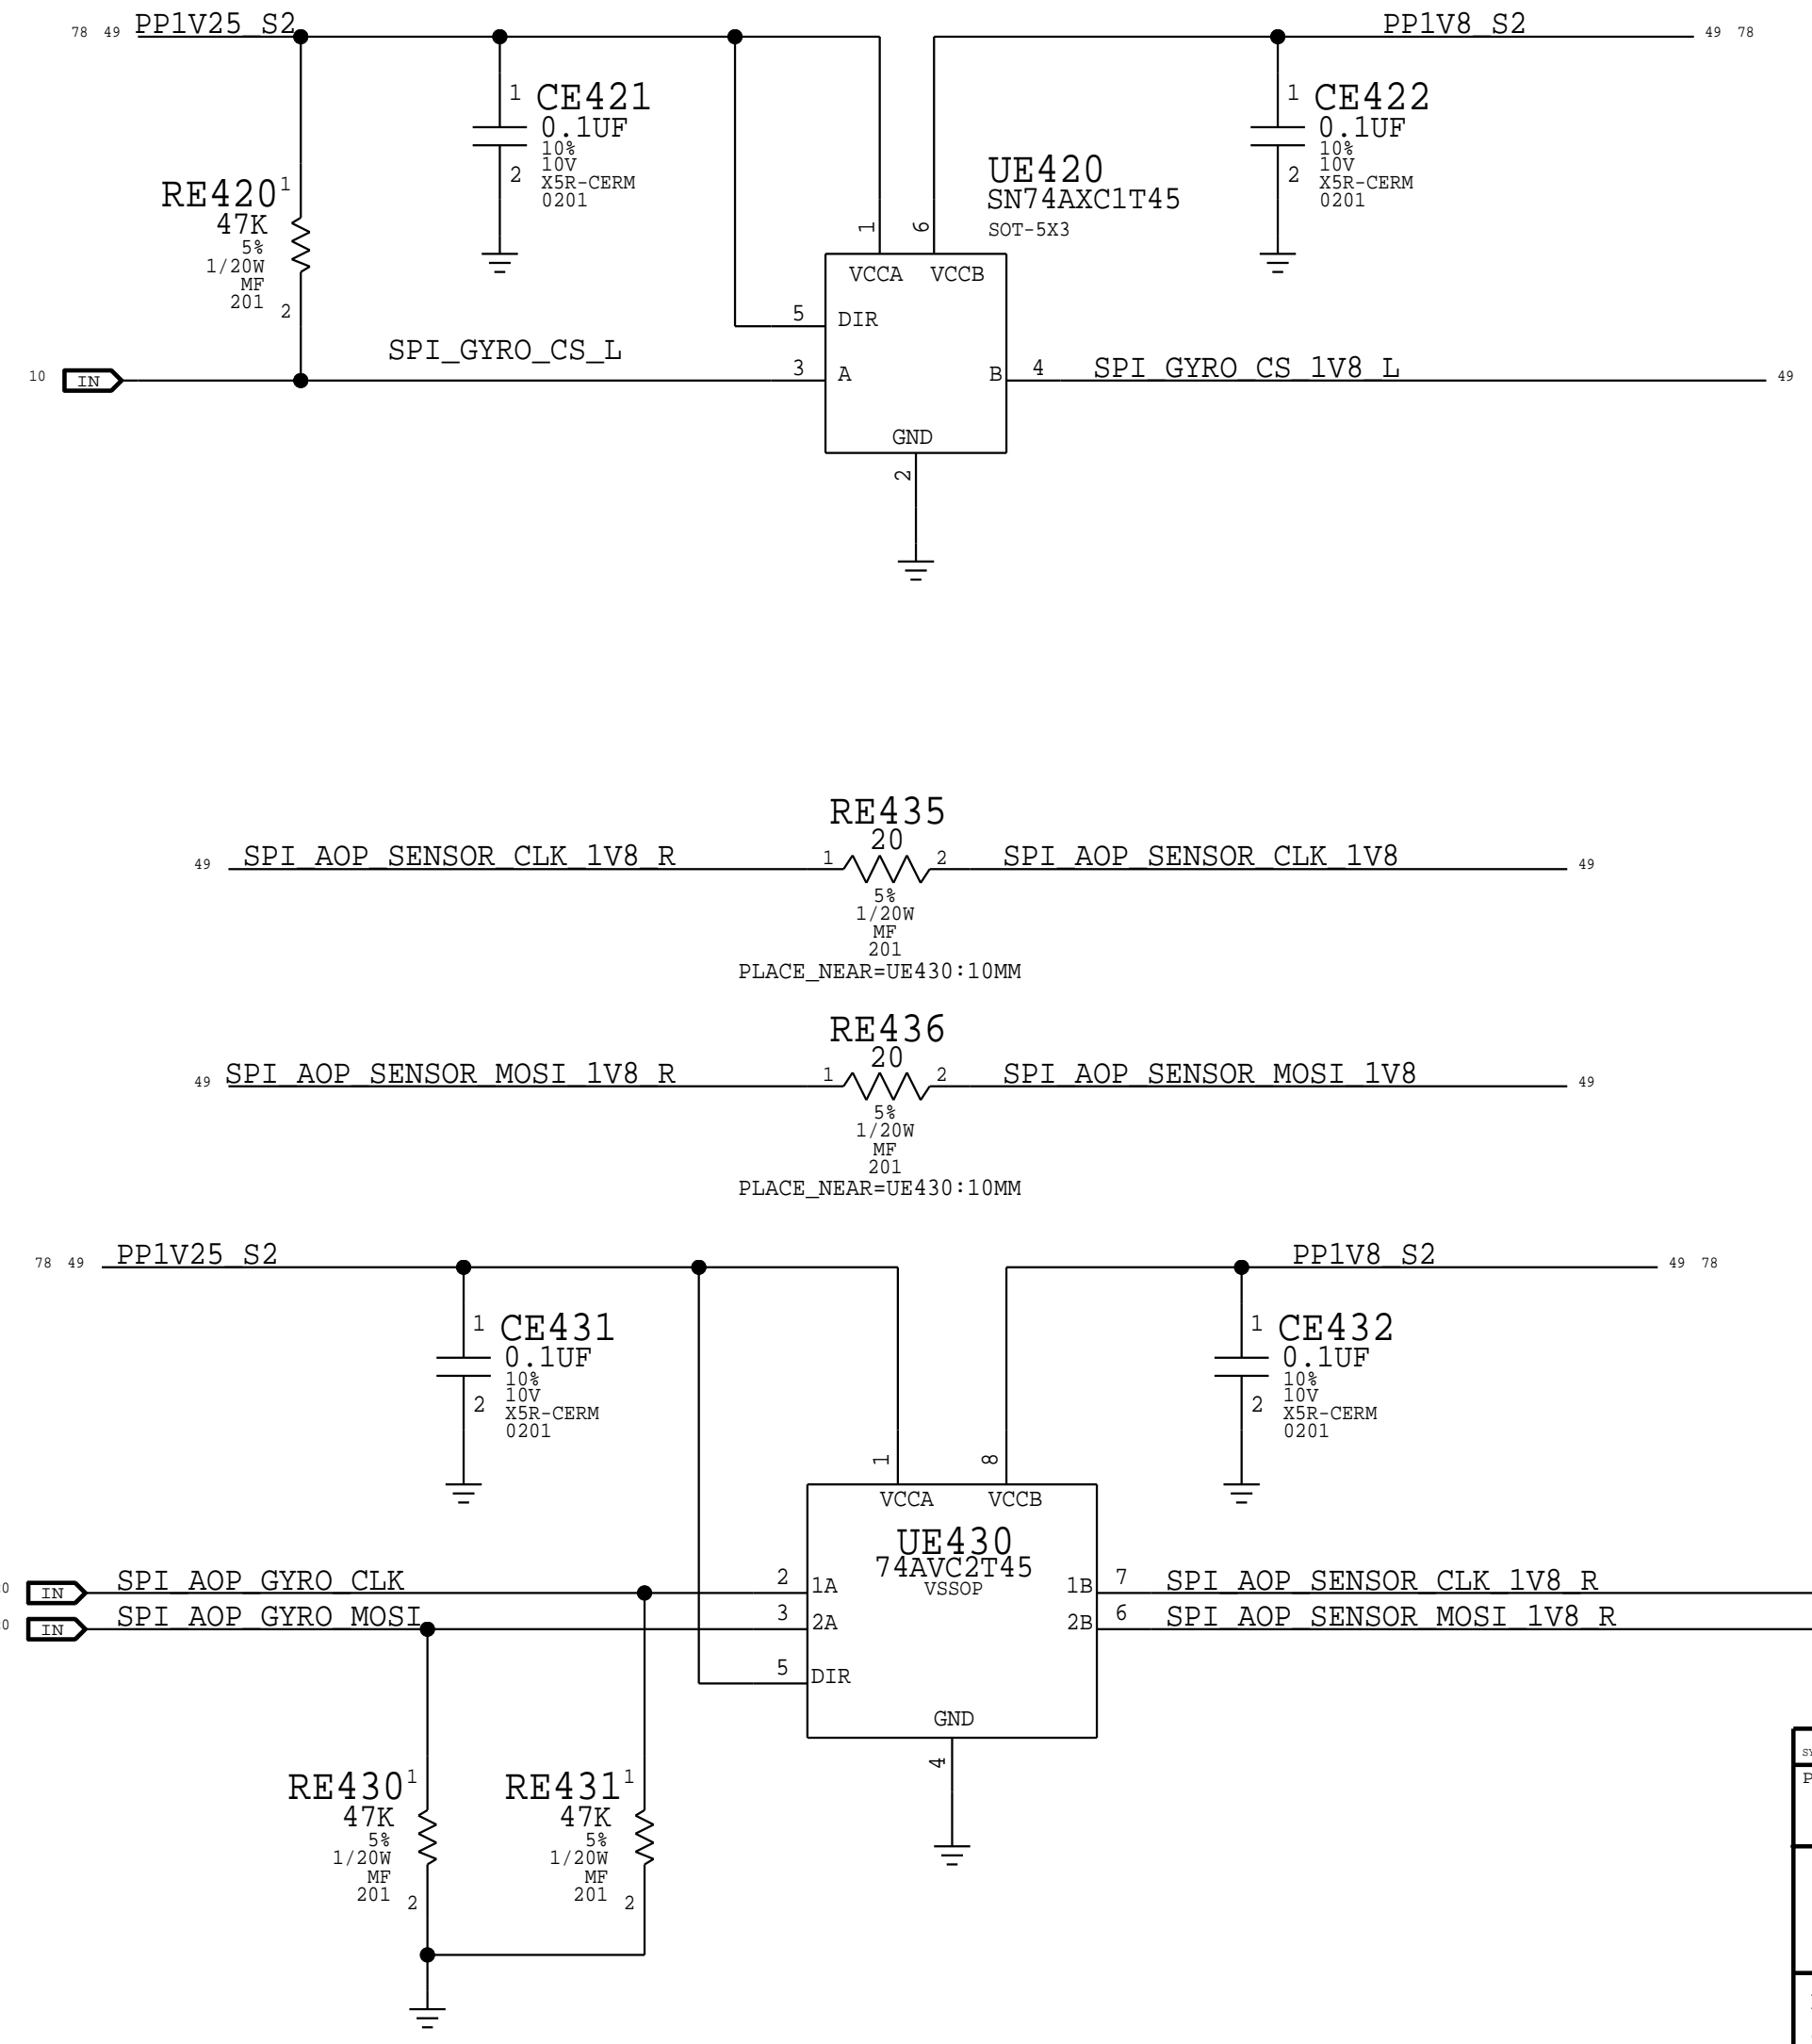 78 49 PP1V25_S2
PP1V8_S2 49 78
1 CE421
0.1UF
10%
10V
2 X5R-CERM
0201
1 CE422
0.1UF
10%
10V
2 X5R-CERM
0201
RE420 1
47K
5%
1/20W
MF
201
2
UE420
SN74AXC1T45
SOT-5X3
1 6
VCCA VCCB
5 DIR
10 IN SPI_GYRO_CS_L 3 A
B 4 SPI_GYRO_CS_1V8_L 49
GND
2
RE435
20
49 SPI_AOP_SENSOR_CLK_1V8_R 1 2 SPI_AOP_SENSOR_CLK_1V8 49
5%
1/20W
MF
201
PLACE_NEAR=UE430:10MM
RE436
20
49 SPI_AOP_SENSOR_MOSI_1V8_R 1 2 SPI_AOP_SENSOR_MOSI_1V8 49
5%
1/20W
MF
201
PLACE_NEAR=UE430:10MM
78 49 PP1V25_S2
PP1V8_S2 49 78
1 CE431
0.1UF
10%
10V
2 X5R-CERM
0201
1 CE432
0.1UF
10%
10V
2 X5R-CERM
0201
1 8
VCCA VCCB
UE430
74AVC2T45
VSSOP
IN SPI_AOP_GYRO_CLK 2 1A
1B 7 SPI_AOP_SENSOR_CLK_1V8_R
IN SPI_AOP_GYRO_MOSI 3 2A
2B 6 SPI_AOP_SENSOR_MOSI_1V8_R
5 DIR
GND
4
RE430 1
47K
5%
1/20W
MF
201
2
RE431 1
47K
5%
1/20W
MF
201
2